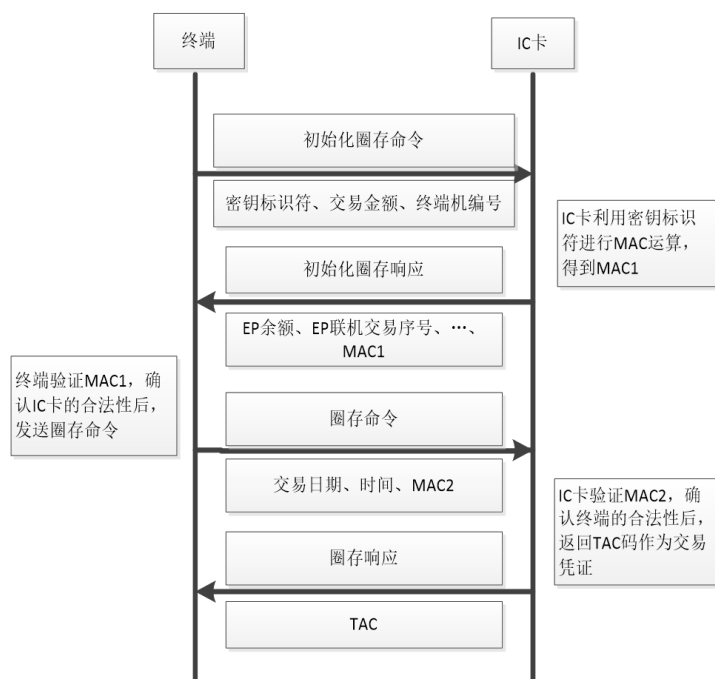 终端
IC卡
初始化圈存命令
密钥标识符、交易金额、终端机编号
IC卡利用密钥标识
符进行MAC运算，
得到MAC1
初始化圈存响应
EP余额、EP联机交易序号、…、
MAC1
终端验证MAC1，确
认IC卡的合法性后，
发送圈存命令
圈存命令
交易日期、时间、MAC2
IC卡验证MAC2，确
认终端的合法性后，
返回TAC码作为交易
凭证
圈存响应
TAC